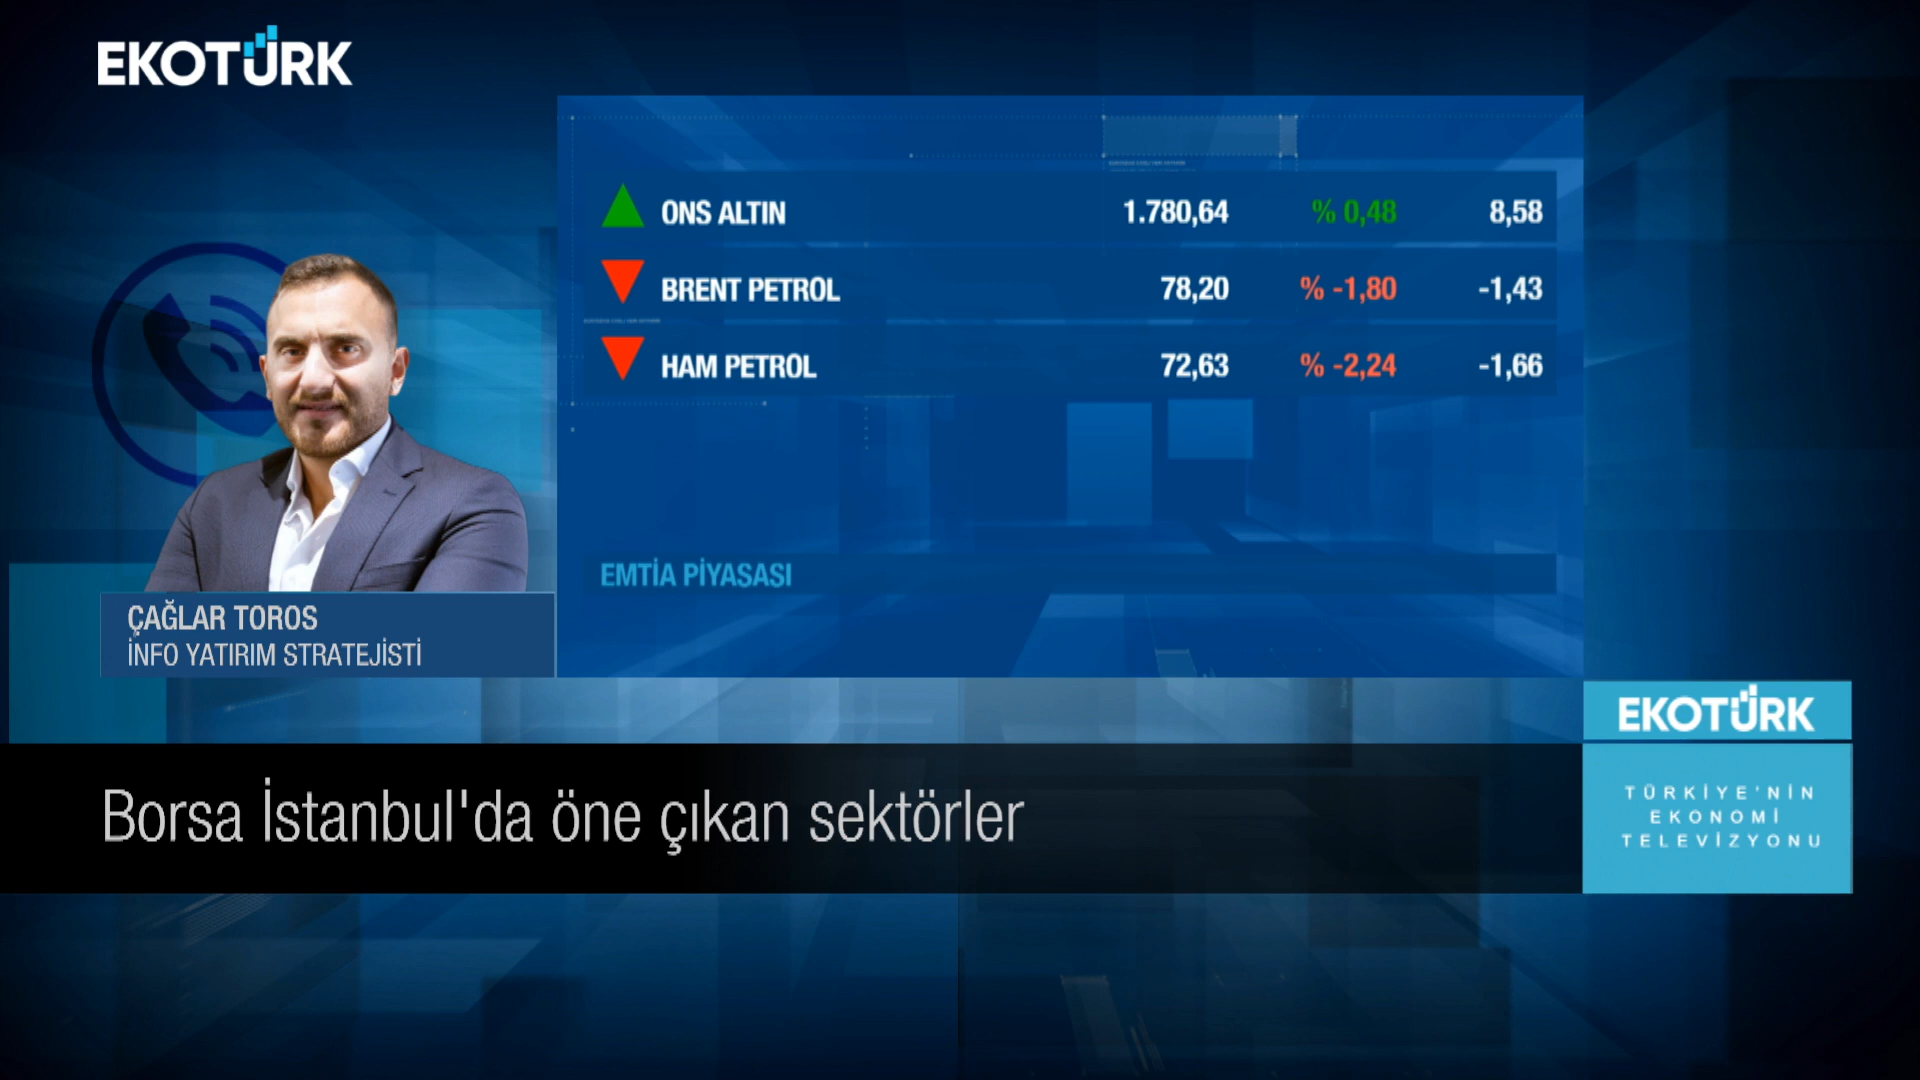 EKOTÜRK
ONS ALTIN 1.780,64 % 0,48 8,58
BRENT PETROL 78,20 % -1,80 -1,43
HAM PETROL 72,63 % -2,24 -1,66
EMTİA PİYASASI
ÇAĞLAR TOROS
İNFO YATIRIM STRATEJİSTİ
EKOTÜRK
Borsa İstanbul'da öne çıkan sektörler
TÜRKİYE'NİN
EKONOMİ
TELEVİZYONU